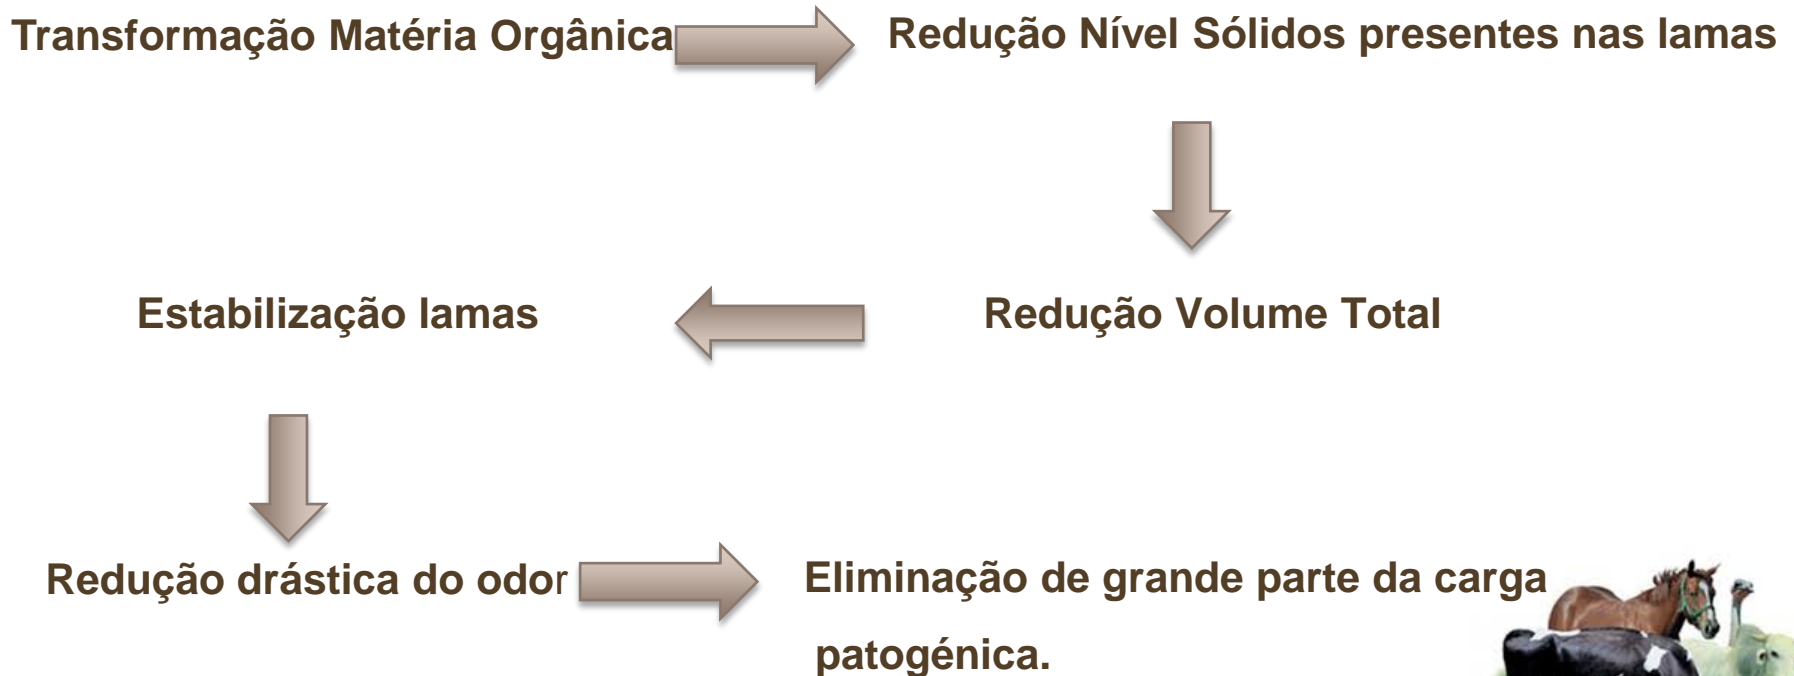 Transformação Matéria Orgânica
Redução Nível Sólidos presentes nas lamas
Estabilização lamas
Redução Volume Total
Redução drástica do odor
Eliminação de grande parte da carga
patogénica.